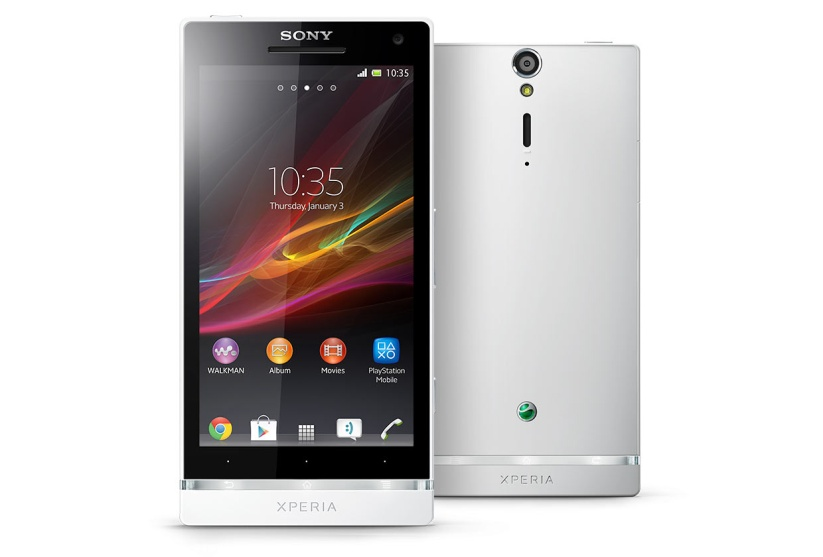 SONY
10:35
10:35
Thursday, January 3
WALKMAN
Album
Movies
PlayStation
Mobile
XPERIA
XPERIA